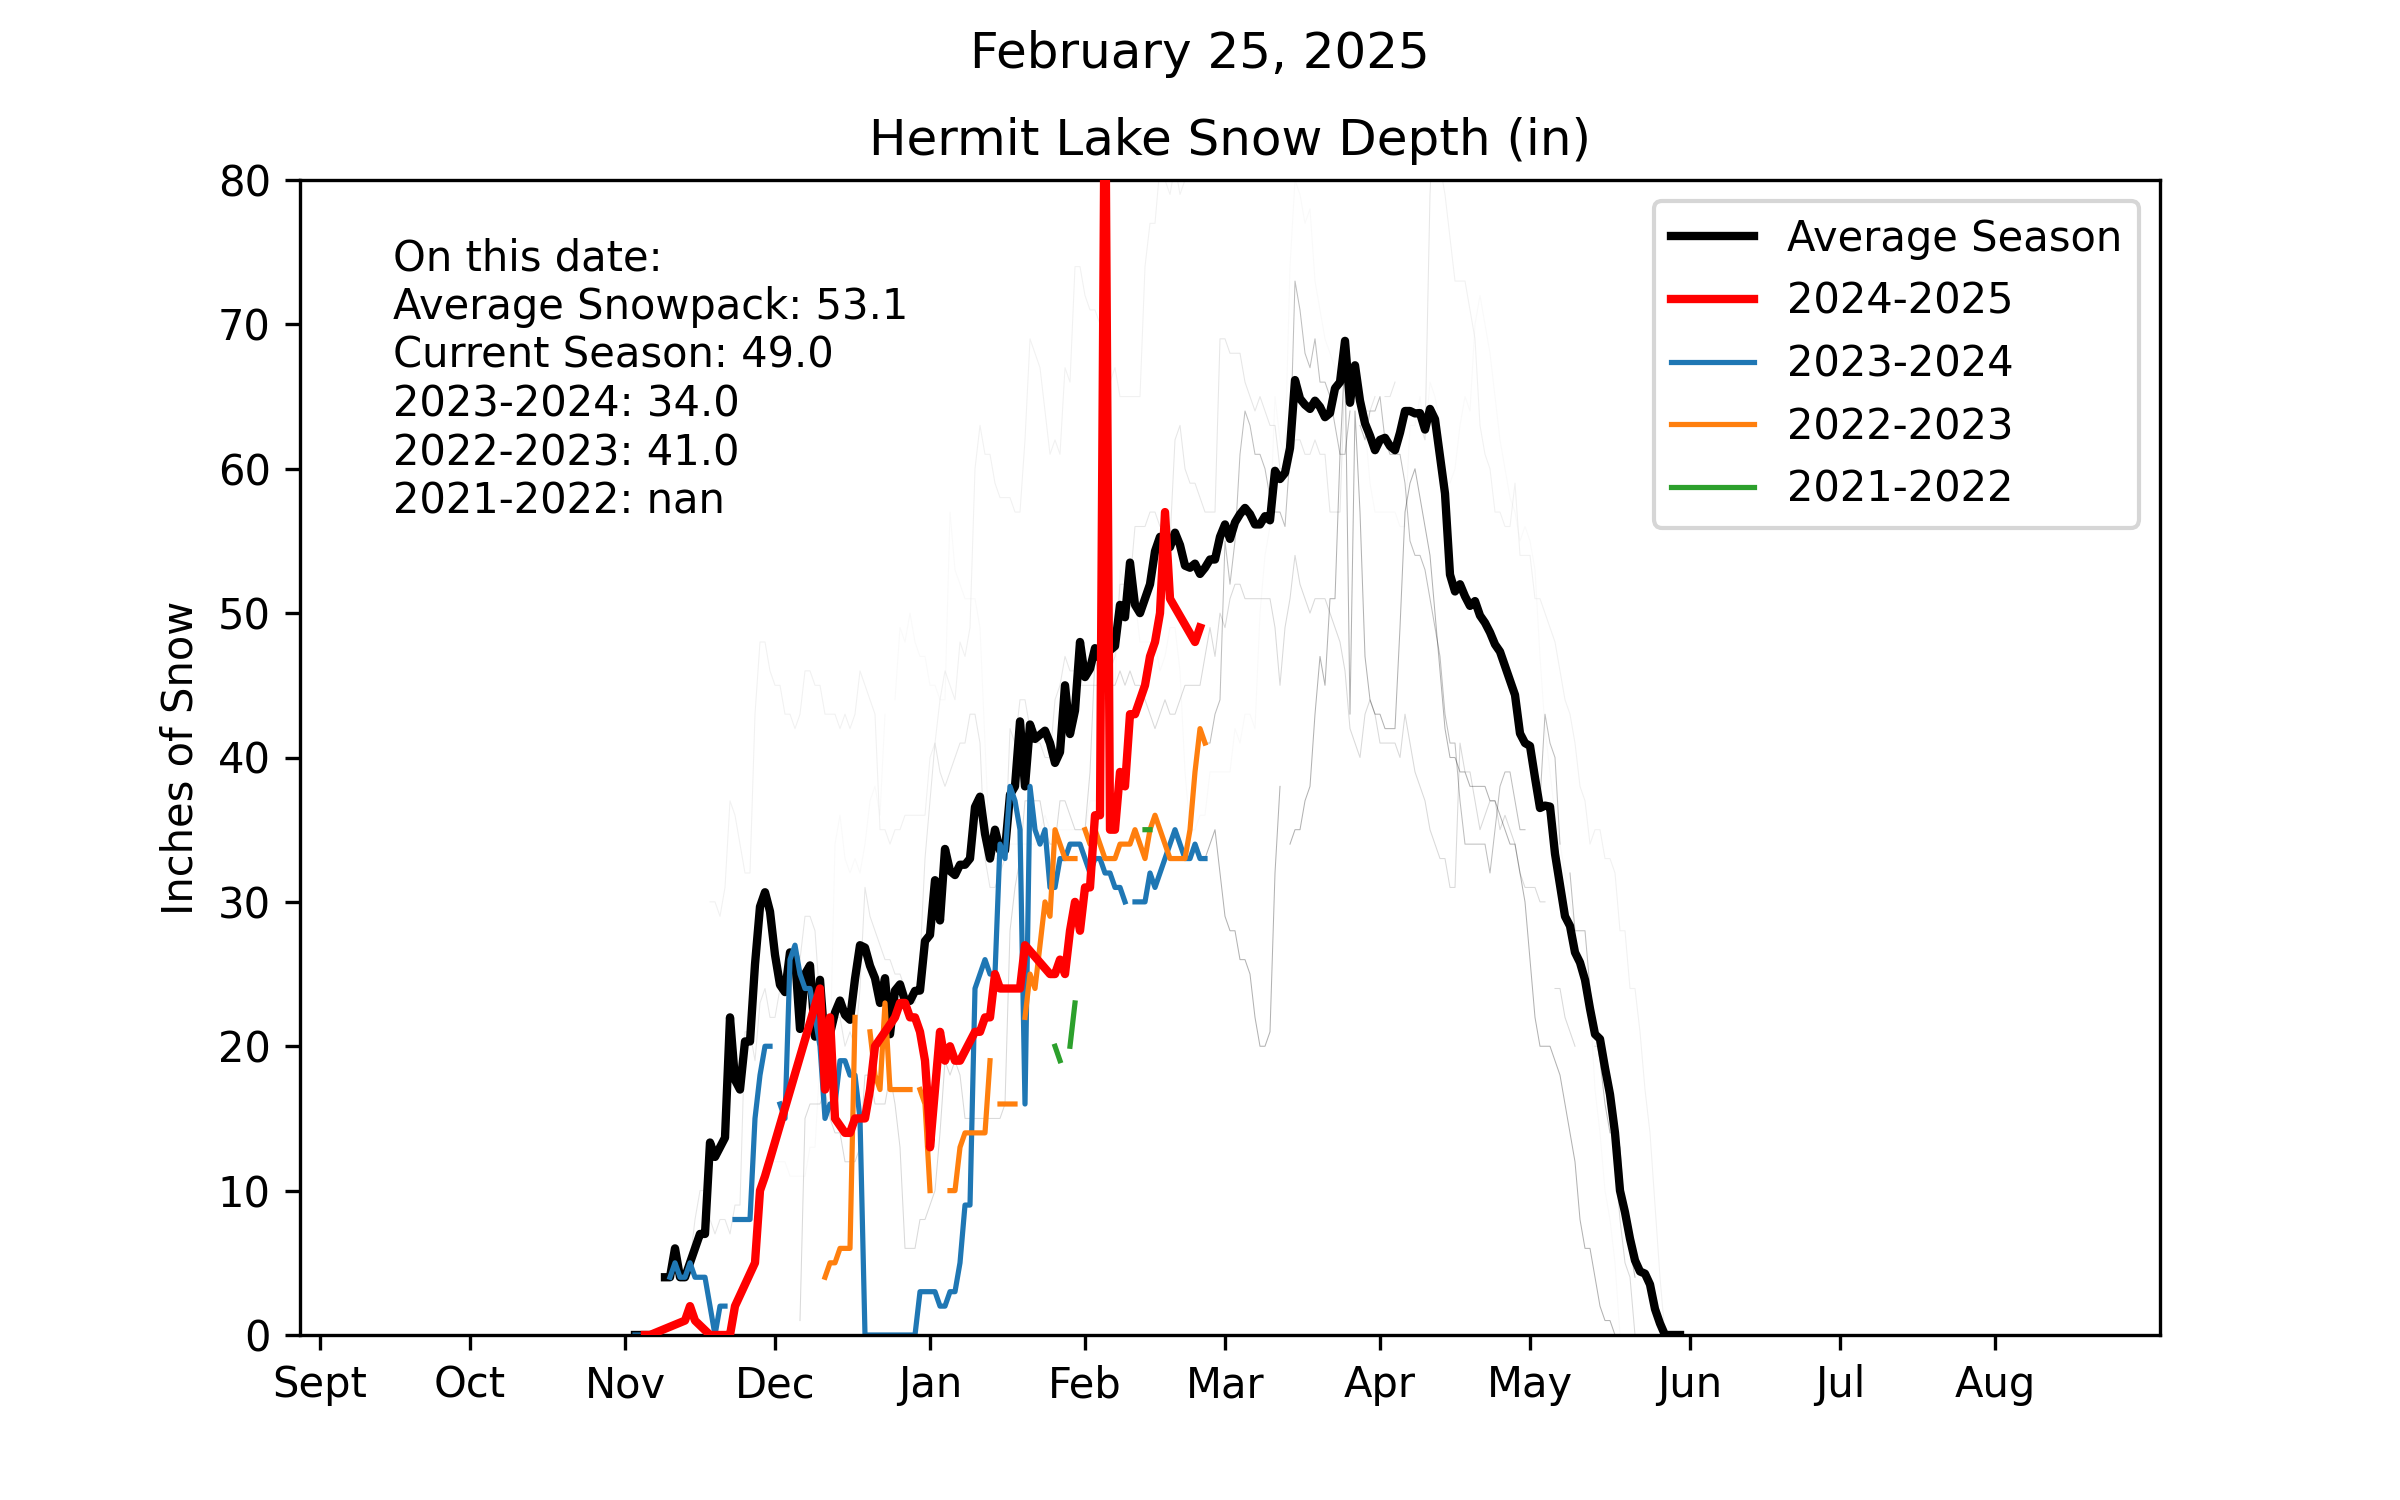 February 25, 2025
Hermit Lake Snow Depth (in)
80
70
60
50
40
30
20
10
0
Inches of Snow
On this date:
Average Snowpack: 53.1
Current Season: 49.0
2023-2024: 34.0
2022-2023: 41.0
2021-2022: nan
Average Season
2024-2025
2023-2024
2022-2023
2021-2022
Sept Oct Nov Dec Jan Feb Mar Apr May Jun Jul Aug